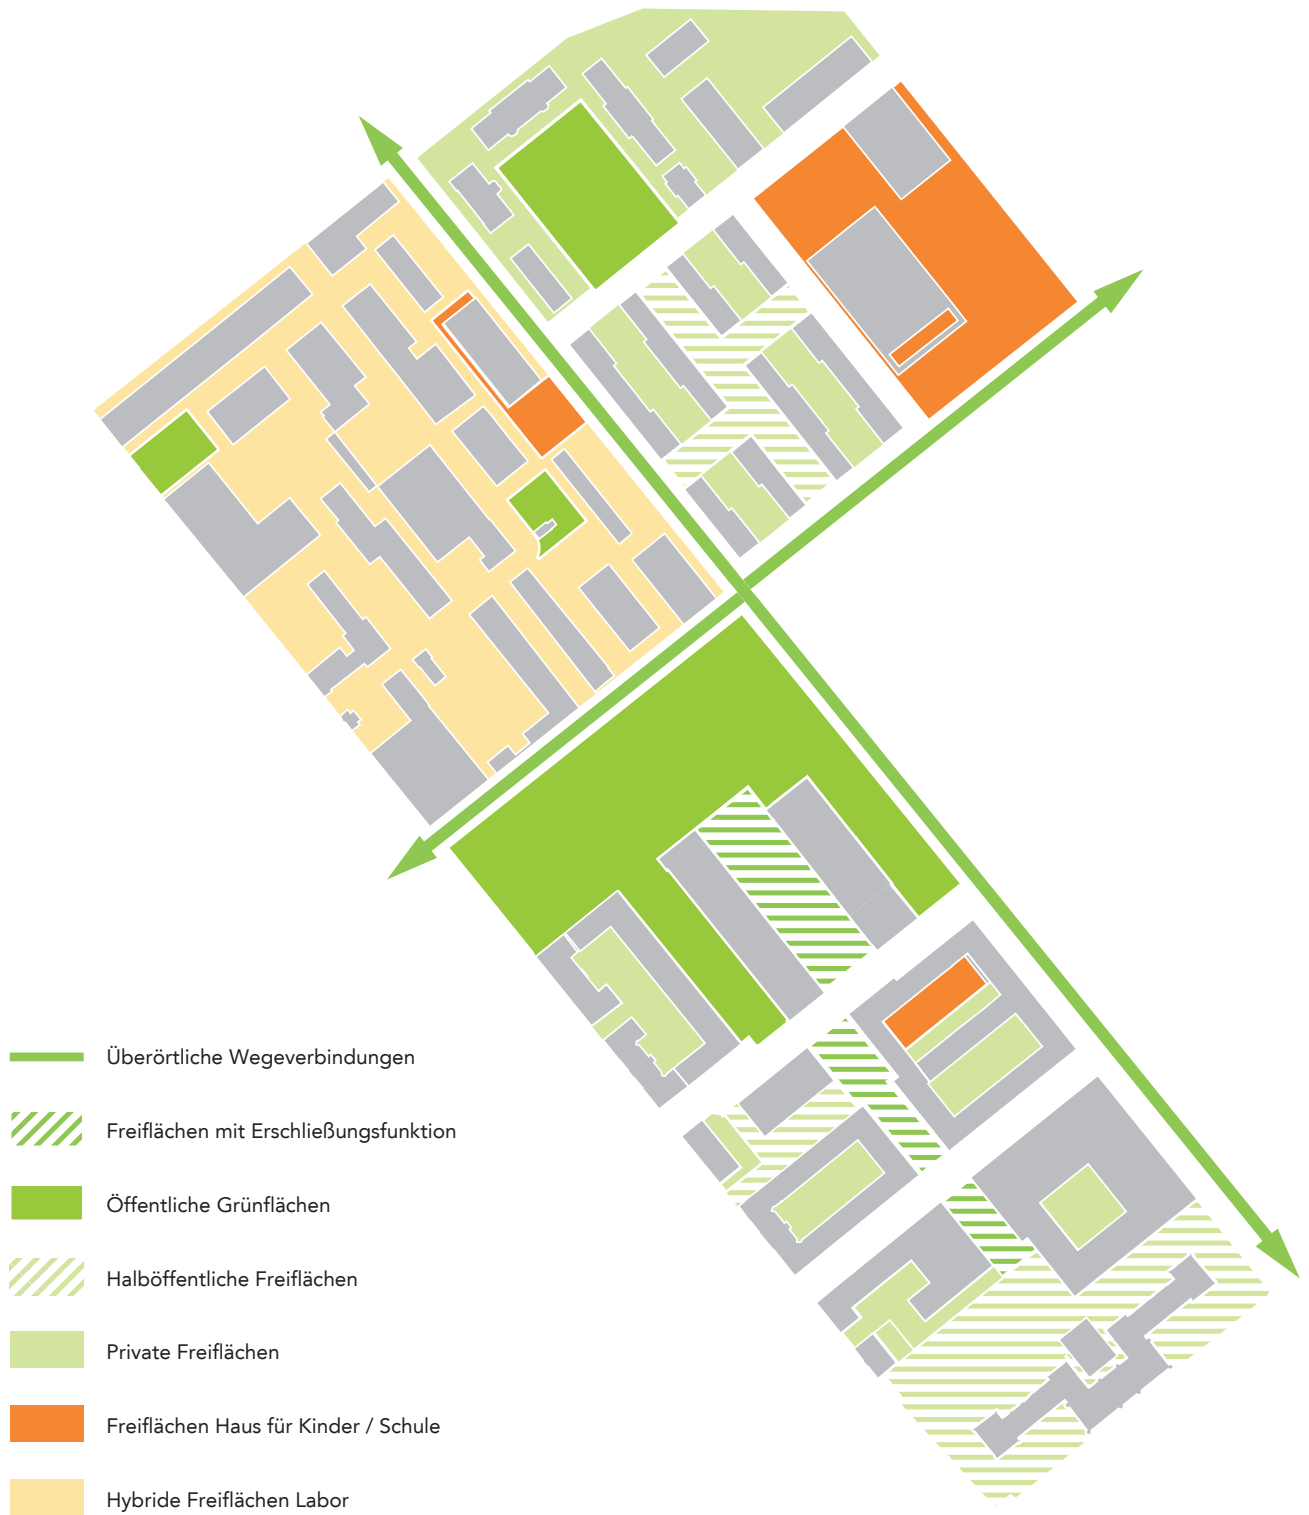 Überörtliche Wegeverbindungen
Freiflächen mit Erschließungsfunktion
Öffentliche Grünflächen
Halböffentliche Freiflächen
Private Freiflächen
Freiflächen Haus für Kinder / Schule
Hybride Freiflächen Labor